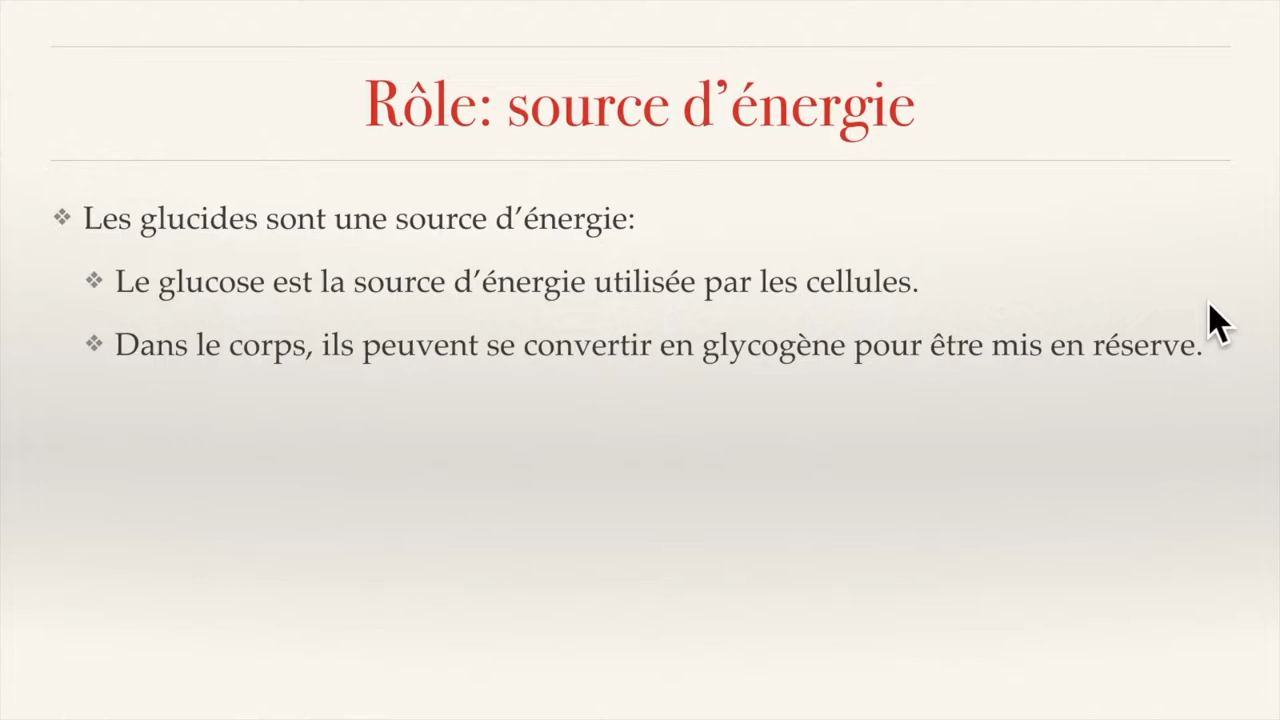 Rôle: source d’énergie
❖ Les glucides sont une source d’énergie:
❖ Le glucose est la source d’énergie utilisée par les cellules.
❖ Dans le corps, ils peuvent se convertir en glycogène pour être mis en réserve.